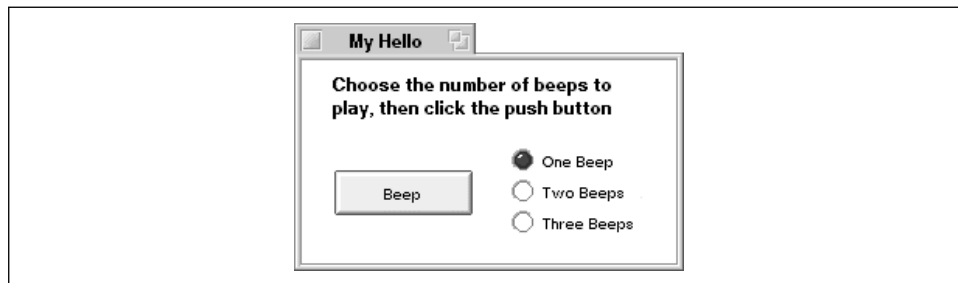 My Hello
Choose the number of beeps to
play, then click the push button
Beep
One Beep
Two Beeps
Three Beeps